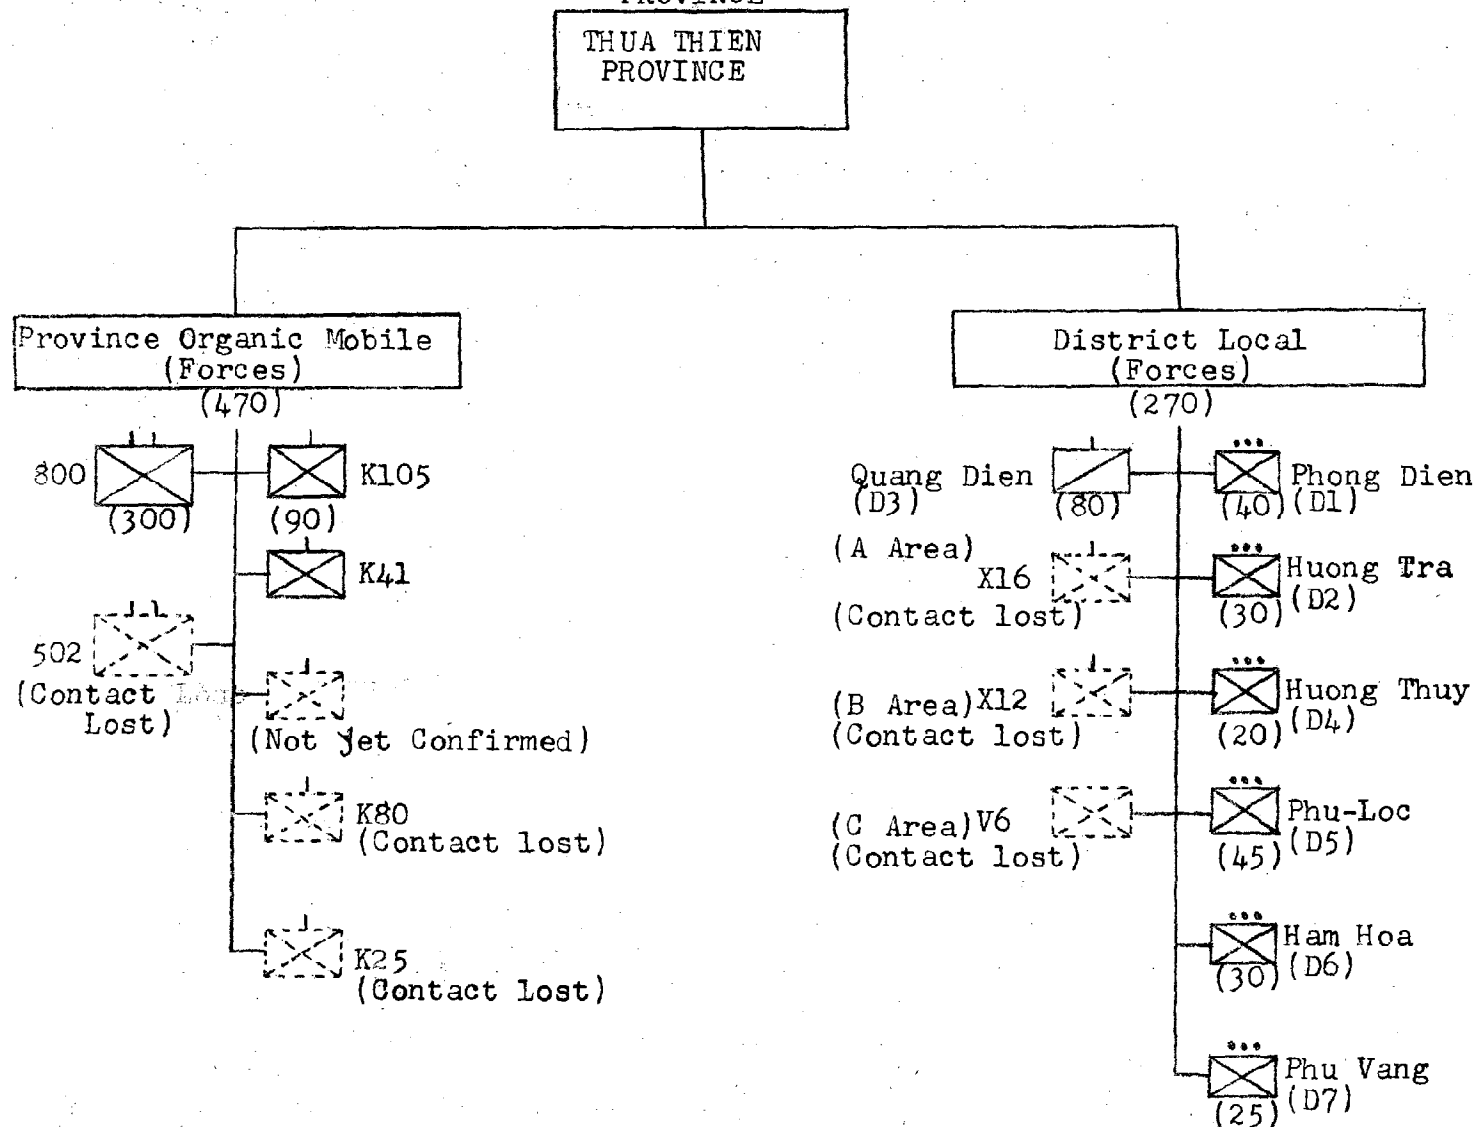 PROVINCE
THUA THIEN
PROVINCE
Province Organic Mobile
(Forces)
(470)
800
(300)
K105
(90)
K41
502
(Contact
Lost)
(Not yet Confirmed)
K80
(Contact lost)
K25
(Contact lost)
District Local
(Forces)
(270)
Quang Dien
(D3)
(80)
Phong Dien
(40) (D1)
(A Area)
X16
(Contact lost)
Huong Tra
(30) (D2)
(B Area) X12
(Contact lost)
Huong Thuy
(20) (D4)
(C Area) V6
(Contact lost)
Phu-Loc
(45) (D5)
Ham Hoa
(30) (D6)
Phu Vang
(25) (D7)